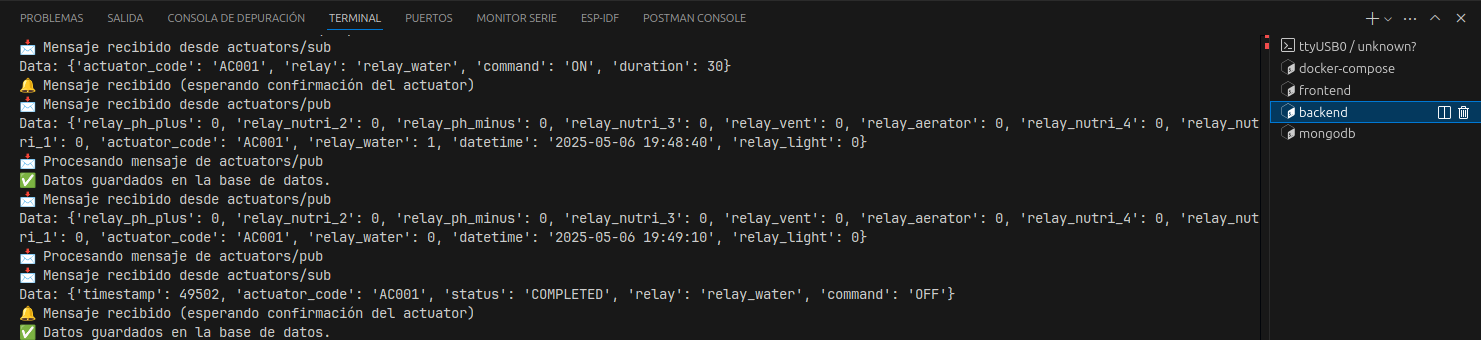 PROBLEMAS SALIDA CONSOLA DE DEPURACIÓN TERMINAL PUERTOS MONITOR SERIE ESP-IDF POSTMAN CONSOLE
📩 Mensaje recibido desde actuators/sub
Data: {'actuator_code': 'AC001', 'relay': 'relay_water', 'command': 'ON', 'duration': 30}
🔔 Mensaje recibido (esperando confirmación del actuator)
📩 Mensaje recibido desde actuators/pub
Data: {'relay_ph_plus': 0, 'relay_nutri_2': 0, 'relay_ph_minus': 0, 'relay_nutri_3': 0, 'relay_vent': 0, 'relay_aerator': 0, 'relay_nutri_4': 0, 'relay_nut
ri_1': 0, 'actuator_code': 'AC001', 'relay_water': 1, 'datetime': '2025-05-06 19:48:40', 'relay_light': 0}
📩 Procesando mensaje de actuators/pub
✅ Datos guardados en la base de datos.
📩 Mensaje recibido desde actuators/pub
Data: {'relay_ph_plus': 0, 'relay_nutri_2': 0, 'relay_ph_minus': 0, 'relay_nutri_3': 0, 'relay_vent': 0, 'relay_aerator': 0, 'relay_nutri_4': 0, 'relay_nut
ri_1': 0, 'actuator_code': 'AC001', 'relay_water': 0, 'datetime': '2025-05-06 19:49:10', 'relay_light': 0}
📩 Procesando mensaje de actuators/pub
📩 Mensaje recibido desde actuators/sub
Data: {'timestamp': 49502, 'actuator_code': 'AC001', 'status': 'COMPLETED', 'relay': 'relay_water', 'command': 'OFF'}
🔔 Mensaje recibido (esperando confirmación del actuator)
✅ Datos guardados en la base de datos.
ttyUSB0 / unknown?
docker-compose
frontend
backend
mongodb